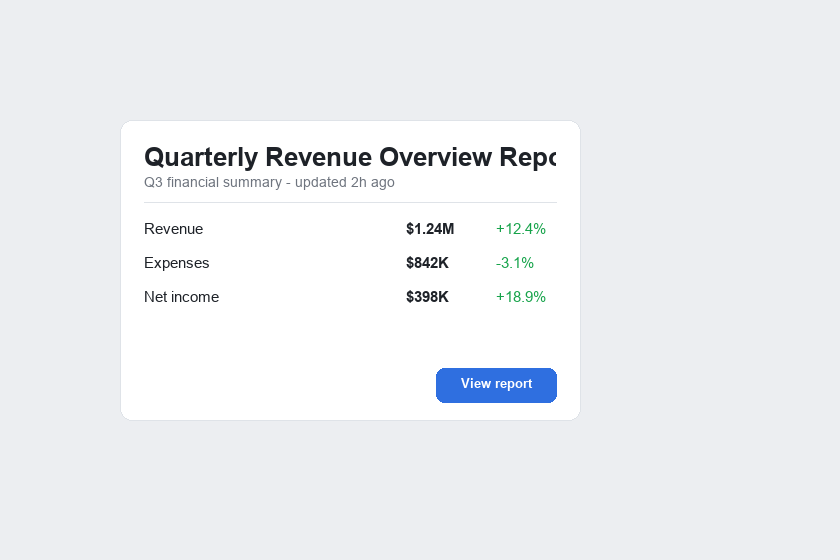 Quarterly Revenue Overview Repo
Q3 financial summary - updated 2h ago
Revenue $1.24M +12.4%
Expenses $842K -3.1%
Net income $398K +18.9%
View report